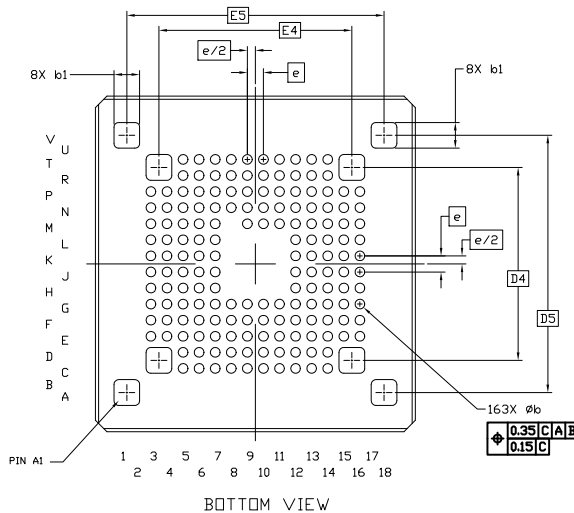 E5
E4
e/2
e
8X b1
8X b1
V
U
T
R
P
N
M
L
K
J
H
G
F
E
D
C
B
A
e
e/2
D4
D5
163X Øb
⌖ 0.35 C A B
0.15 C
PIN A1
1 3 5 7 9 11 13 15 17
2 4 6 8 10 12 14 16 18
BOTTOM VIEW